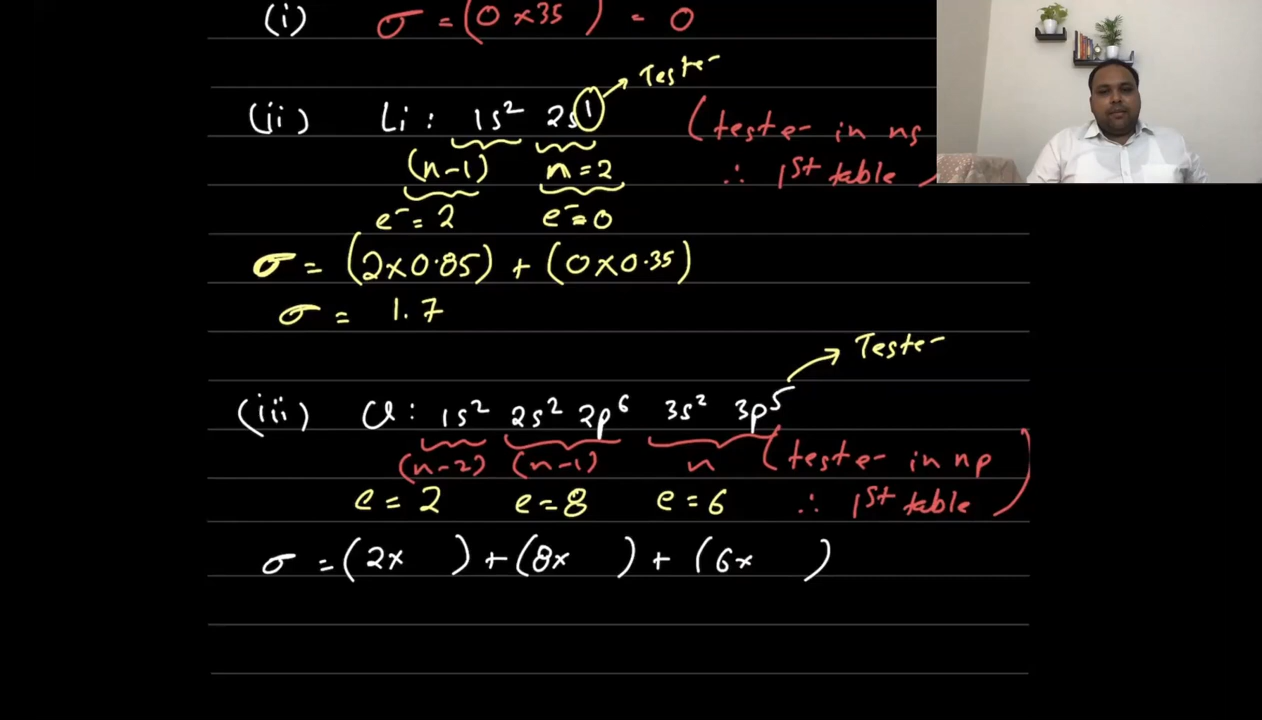 (i) σ = (0 × 35 ) = 0
Tester
(ii) Li : 1s² 2s1 (tester in ns
(n-1) n = 2 ∴ 1st table
e⁻ = 2 e⁻ = 0
σ = (2×0.85) + (0×0.35)
σ = 1.7
Tester
(iii) Cl : 1s² 2s² 2p⁶ 3s² 3p⁵
(n-2) (n-1) n (tester in np
e = 2 e = 8 e = 6 ∴ 1st table )
σ = (2× ) + (8× ) + (6× )